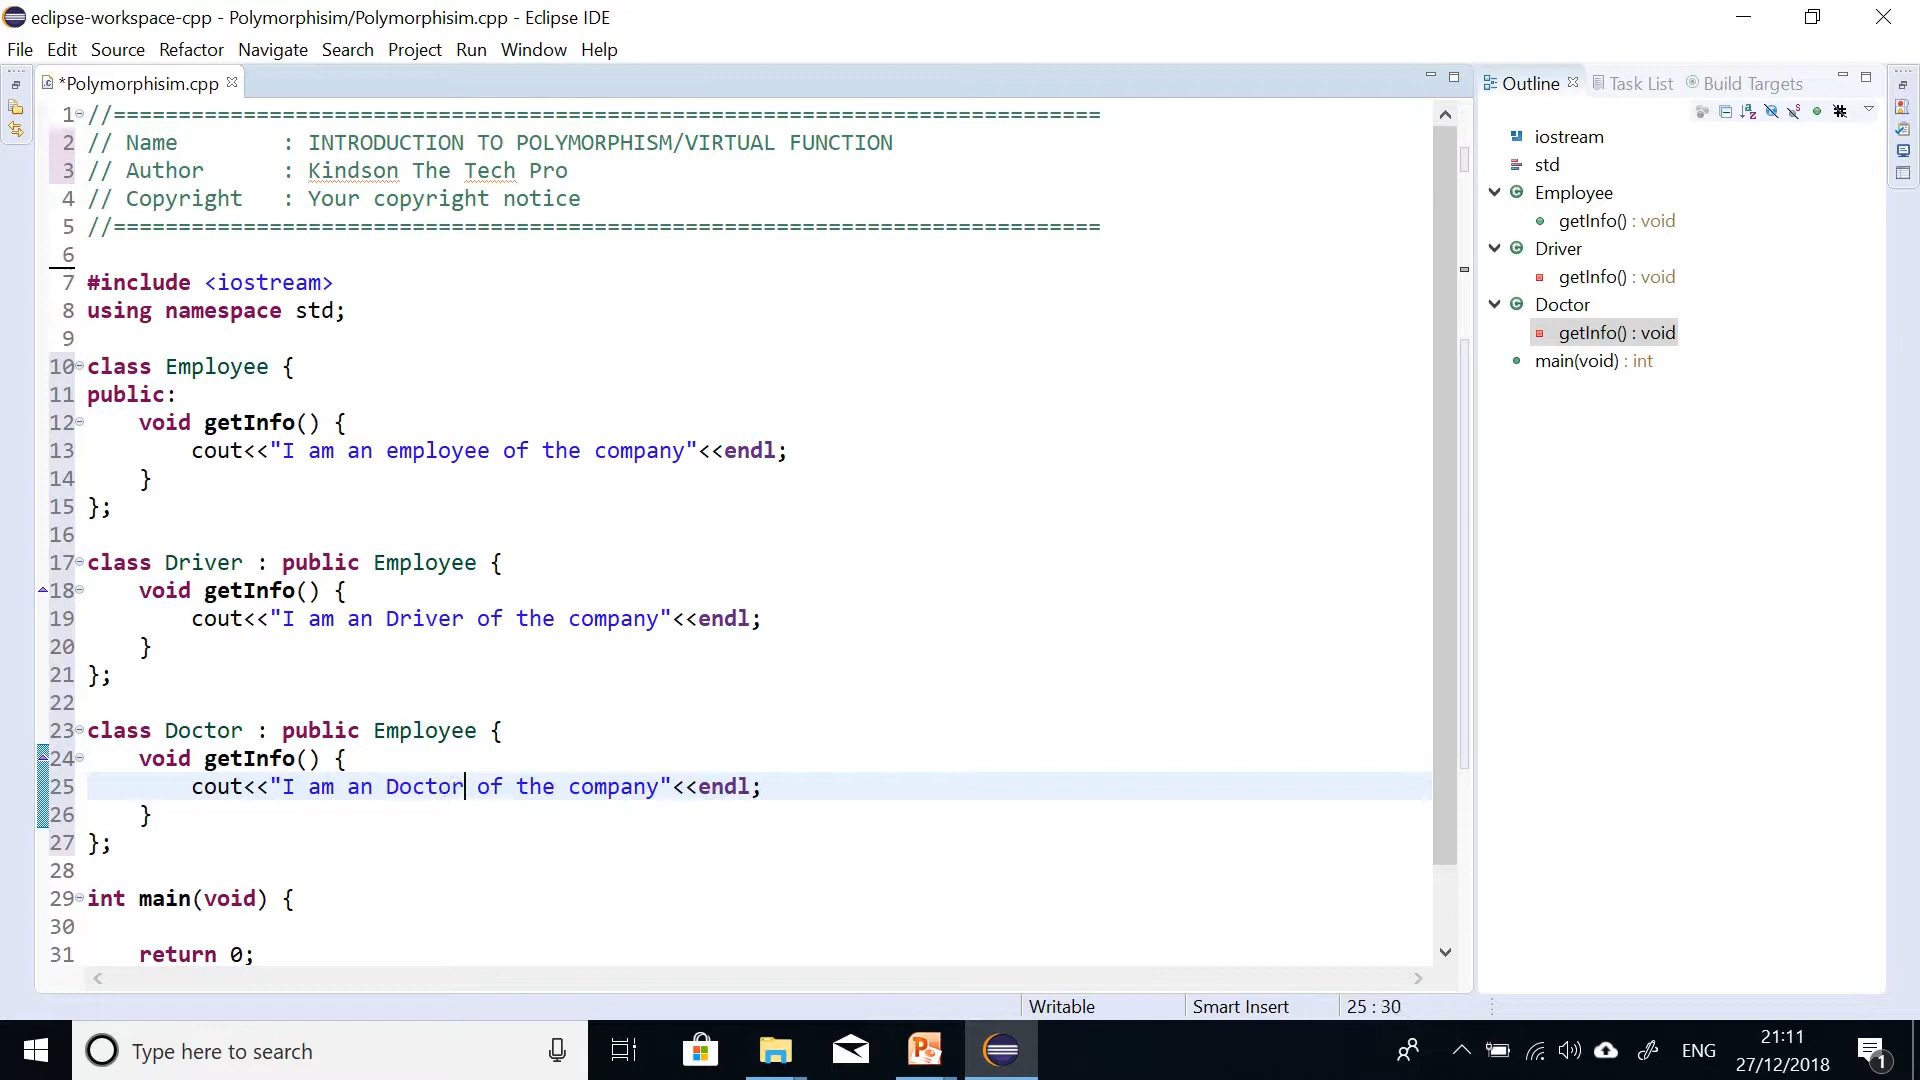 eclipse-workspace-cpp - Polymorphisim/Polymorphisim.cpp - Eclipse IDE
File Edit Source Refactor Navigate Search Project Run Window Help
*Polymorphisim.cpp
1 //============================================================================
2 // Name        : INTRODUCTION TO POLYMORPHISM/VIRTUAL FUNCTION
3 // Author      : Kindson The Tech Pro
4 // Copyright   : Your copyright notice
5 //============================================================================
6
7 #include <iostream>
8 using namespace std;
9
10 class Employee {
11 public:
12     void getInfo() {
13         cout<<"I am an employee of the company"<<endl;
14     }
15 };
16
17 class Driver : public Employee {
18     void getInfo() {
19         cout<<"I am an Driver of the company"<<endl;
20     }
21 };
22
23 class Doctor : public Employee {
24     void getInfo() {
25         cout<<"I am an Doctor of the company"<<endl;
26     }
27 };
28
29 int main(void) {
30
31     return 0;
Outline Task List Build Targets
iostream
std
Employee
getInfo() : void
Driver
getInfo() : void
Doctor
getInfo() : void
main(void) : int
Writable Smart Insert 25 : 30
Type here to search
ENG
21:11
27/12/2018
1